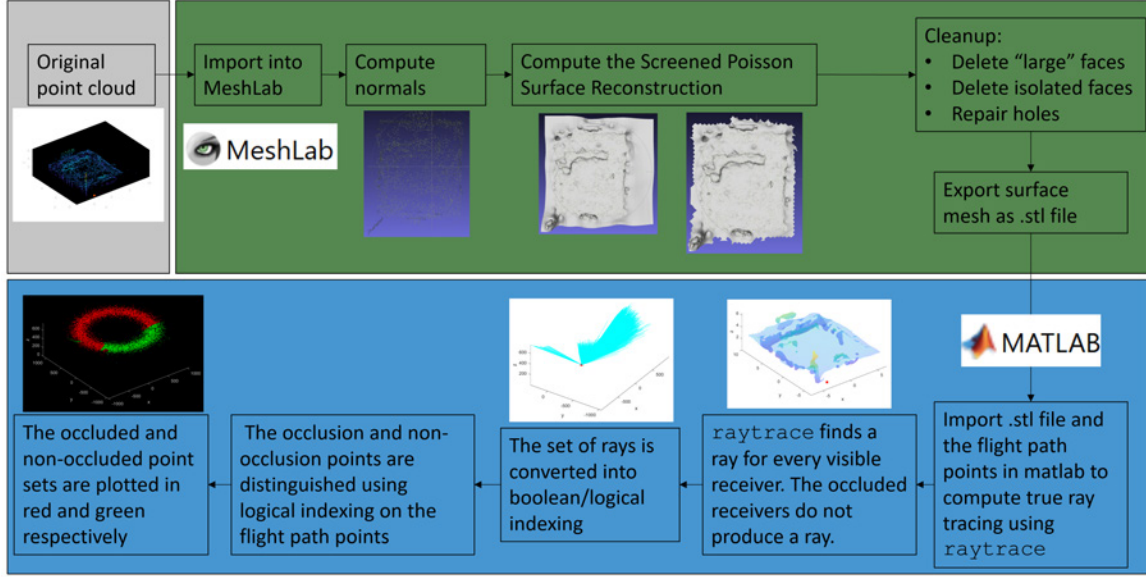 Original
point cloud
Import into
MeshLab
Compute
normals
Compute the Screened Poisson
Surface Reconstruction
Cleanup:
• Delete “large” faces
• Delete isolated faces
• Repair holes
MeshLab
Export surface
mesh as .stl file
MATLAB
Import .stl file and
the flight path
points in matlab to
compute true ray
tracing using
raytrace
raytrace finds a
ray for every visible
receiver. The occluded
receivers do not
produce a ray.
The set of rays is
converted into
boolean/logical
indexing
The occlusion and non-
occlusion points are
distinguished using
logical indexing on the
flight path points
The occluded and
non-occluded point
sets are plotted in
red and green
respectively